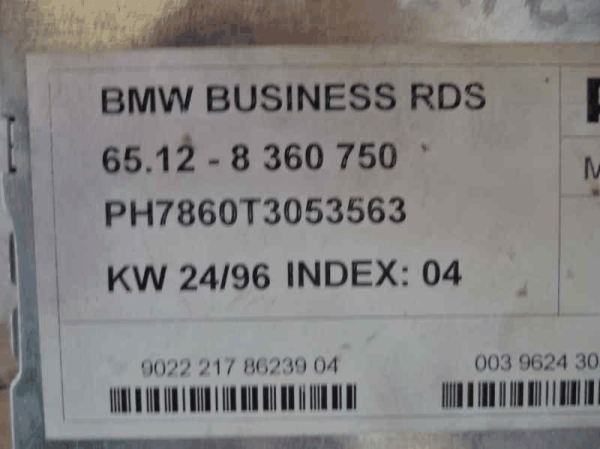 BMW BUSINESS RDS
65.12 - 8 360 750
PH7860T3053563
KW 24/96 INDEX: 04
9022 217 86239 04
003 9624 30
M